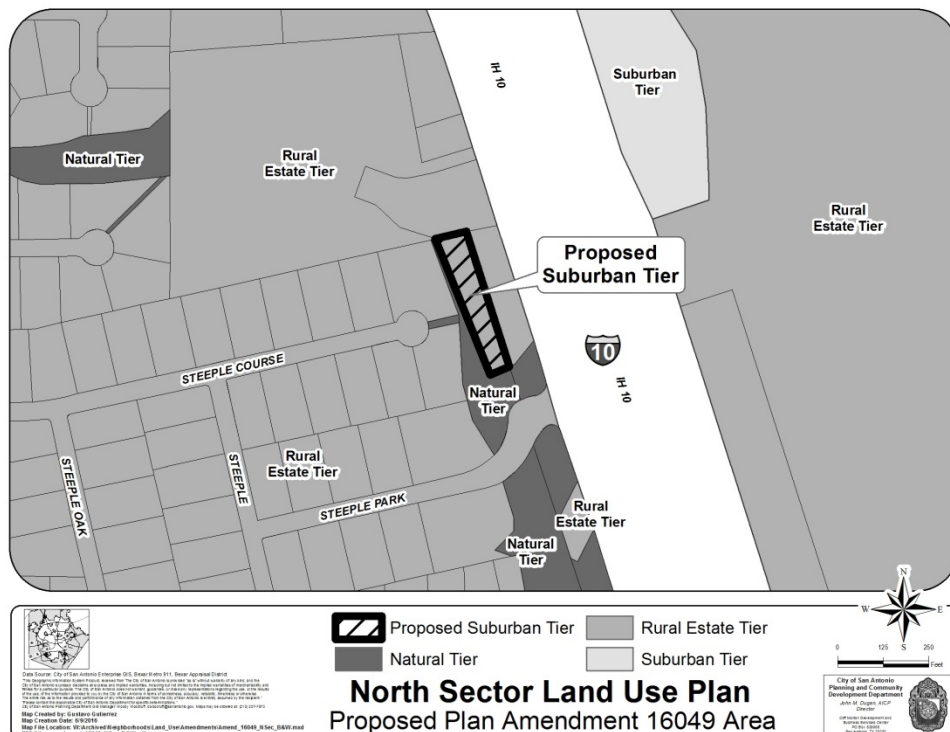 IH 10
Suburban
Tier
Natural Tier
Rural
Estate Tier
Rural
Estate Tier
Proposed
Suburban Tier
10
STEEPLE COURSE
IH 10
Natural
Tier
Rural
Estate Tier
STEEPLE OAK
STEEPLE
STEEPLE PARK
Rural
Estate Tier
Natural
Tier
N
W E
S
Proposed Suburban Tier
Rural Estate Tier
Natural Tier
Suburban Tier
0 125 250
Feet
Data Source: City of San Antonio Enterprise GIS, Bexar Metro 911, Bexar Appraisal District
Map Created by: Gustavo Gutierrez
Map Creation Date: 6/9/2016
North Sector Land Use Plan
Proposed Plan Amendment 16049 Area
City of San Antonio
Planning and Community
Development Department
John M. Dugan, AICP
Director